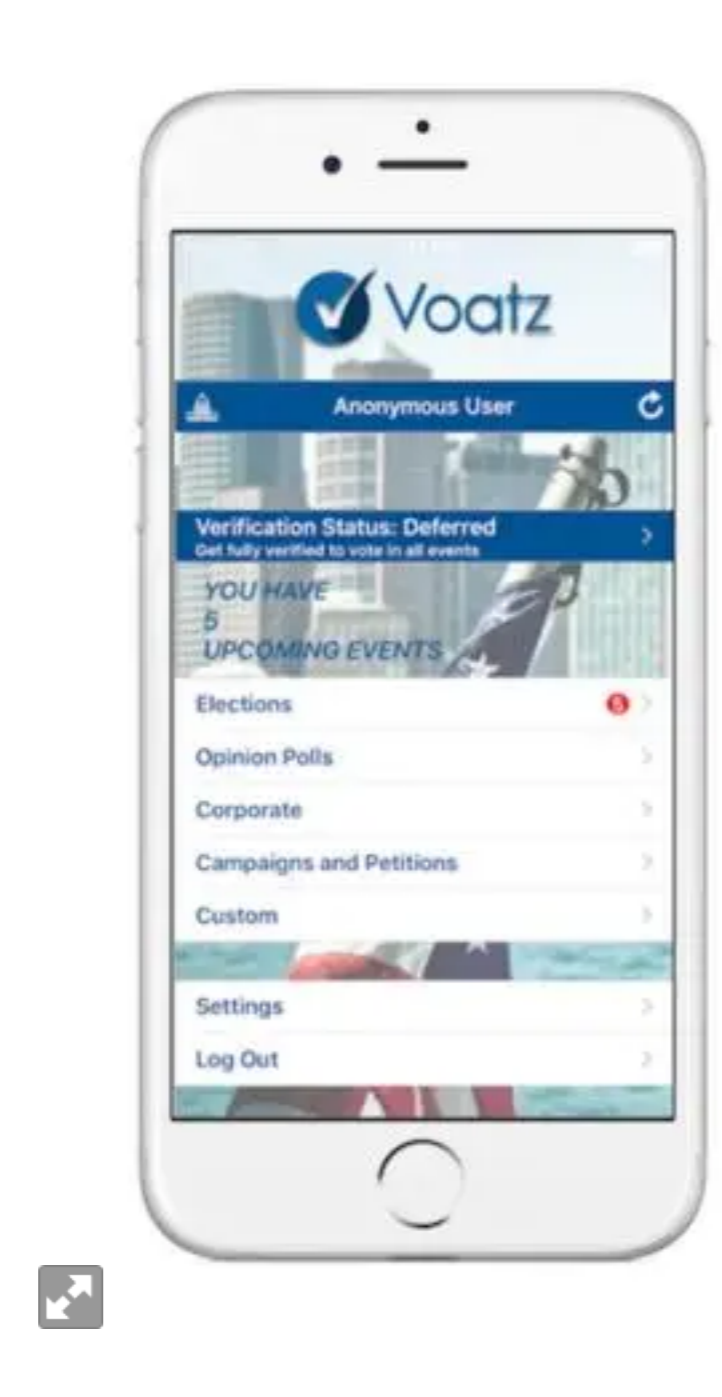 Voatz
Anonymous User
Verification Status: Deferred
Get fully verified to vote in all events
YOU HAVE
5
UPCOMING EVENTS
Elections 5
Opinion Polls
Corporate
Campaigns and Petitions
Custom
Settings
Log Out